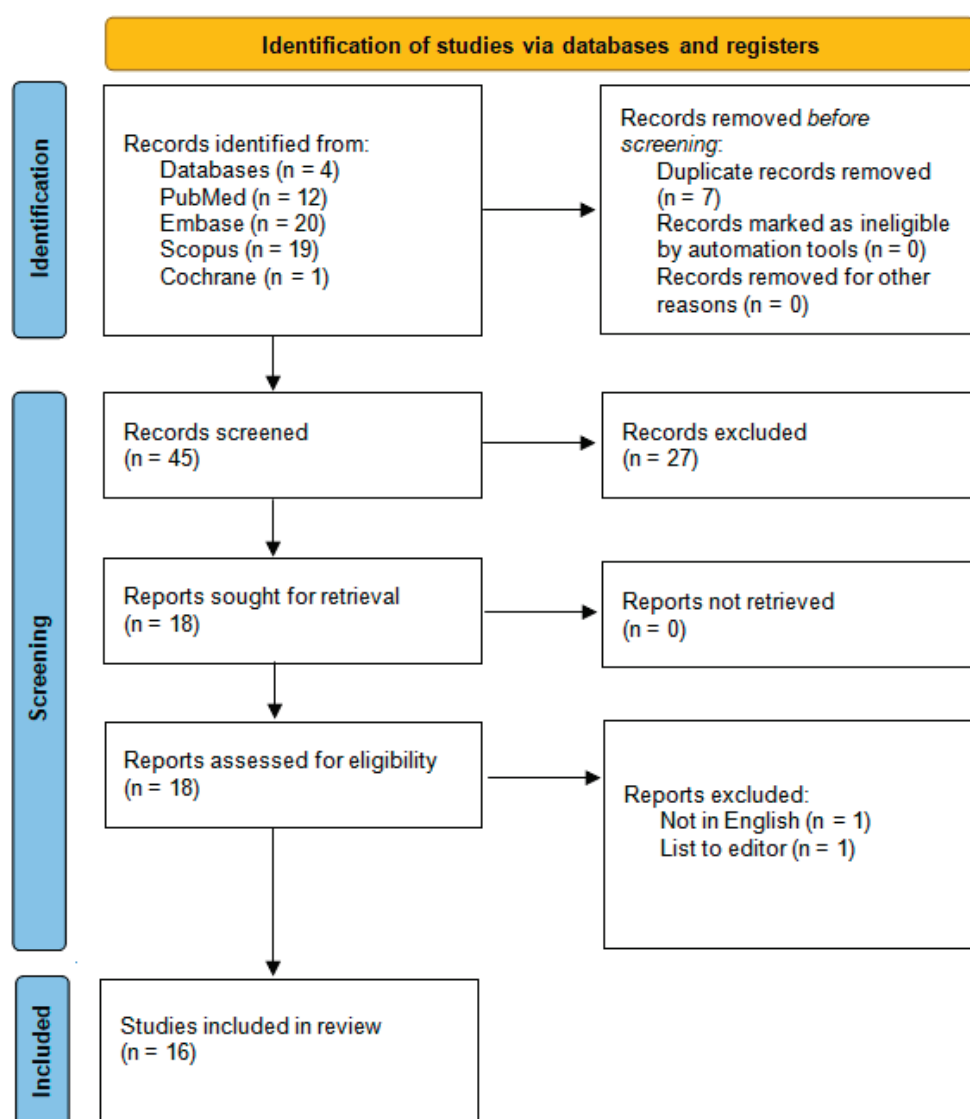 Identification of studies via databases and registers
Identification
Records identified from:
Databases (n = 4)
PubMed (n = 12)
Embase (n = 20)
Scopus (n = 19)
Cochrane (n = 1)
Records removed before
screening:
Duplicate records removed
(n = 7)
Records marked as ineligible
by automation tools (n = 0)
Records removed for other
reasons (n = 0)
Screening
Records screened
(n = 45)
Records excluded
(n = 27)
Reports sought for retrieval
(n = 18)
Reports not retrieved
(n = 0)
Reports assessed for eligibility
(n = 18)
Reports excluded:
Not in English (n = 1)
List to editor (n = 1)
Included
Studies included in review
(n = 16)